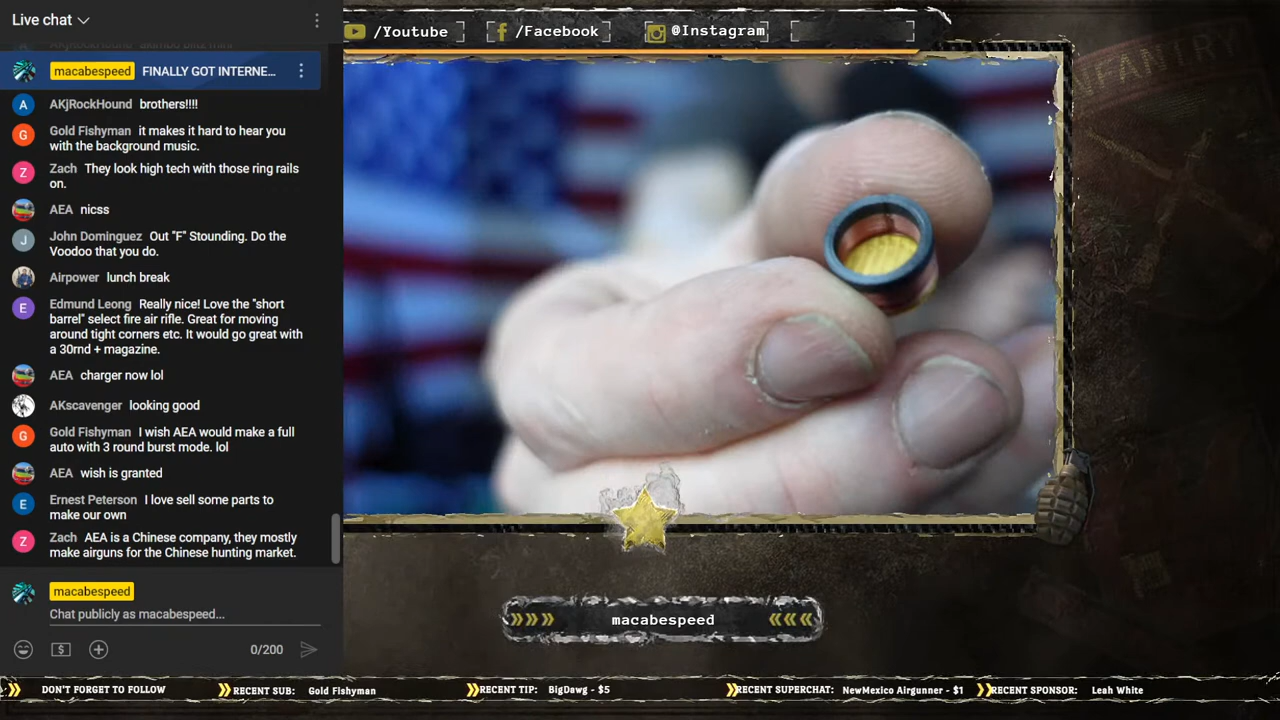 Live chat
/Youtube
/Facebook
@Instagram
INFANTRY
macabespeed FINALLY GOT INTERNE...
AKjRockHound brothers!!!!
Gold Fishyman it makes it hard to hear you
with the background music.
Zach They look high tech with those ring rails
on.
AEA nicss
John Dominguez Out "F" Stounding. Do the
Voodoo that you do.
Airpower lunch break
Edmund Leong Really nice! Love the "short
barrel" select fire air rifle. Great for moving
around tight corners etc. It would go great with
a 30rnd + magazine.
AEA charger now lol
AKscavenger looking good
Gold Fishyman I wish AEA would make a full
auto with 3 round burst mode. lol
AEA wish is granted
Ernest Peterson I love sell some parts to
make our own
Zach AEA is a Chinese company, they mostly
make airguns for the Chinese hunting market.
macabespeed
Chat publicly as macabespeed...
0/200
macabespeed
DON'T FORGET TO FOLLOW
RECENT SUB: Gold Fishyman
RECENT TIP: BigDawg - $5
RECENT SUPERCHAT: NewMexico Airgunner - $1
RECENT SPONSOR: Leah White